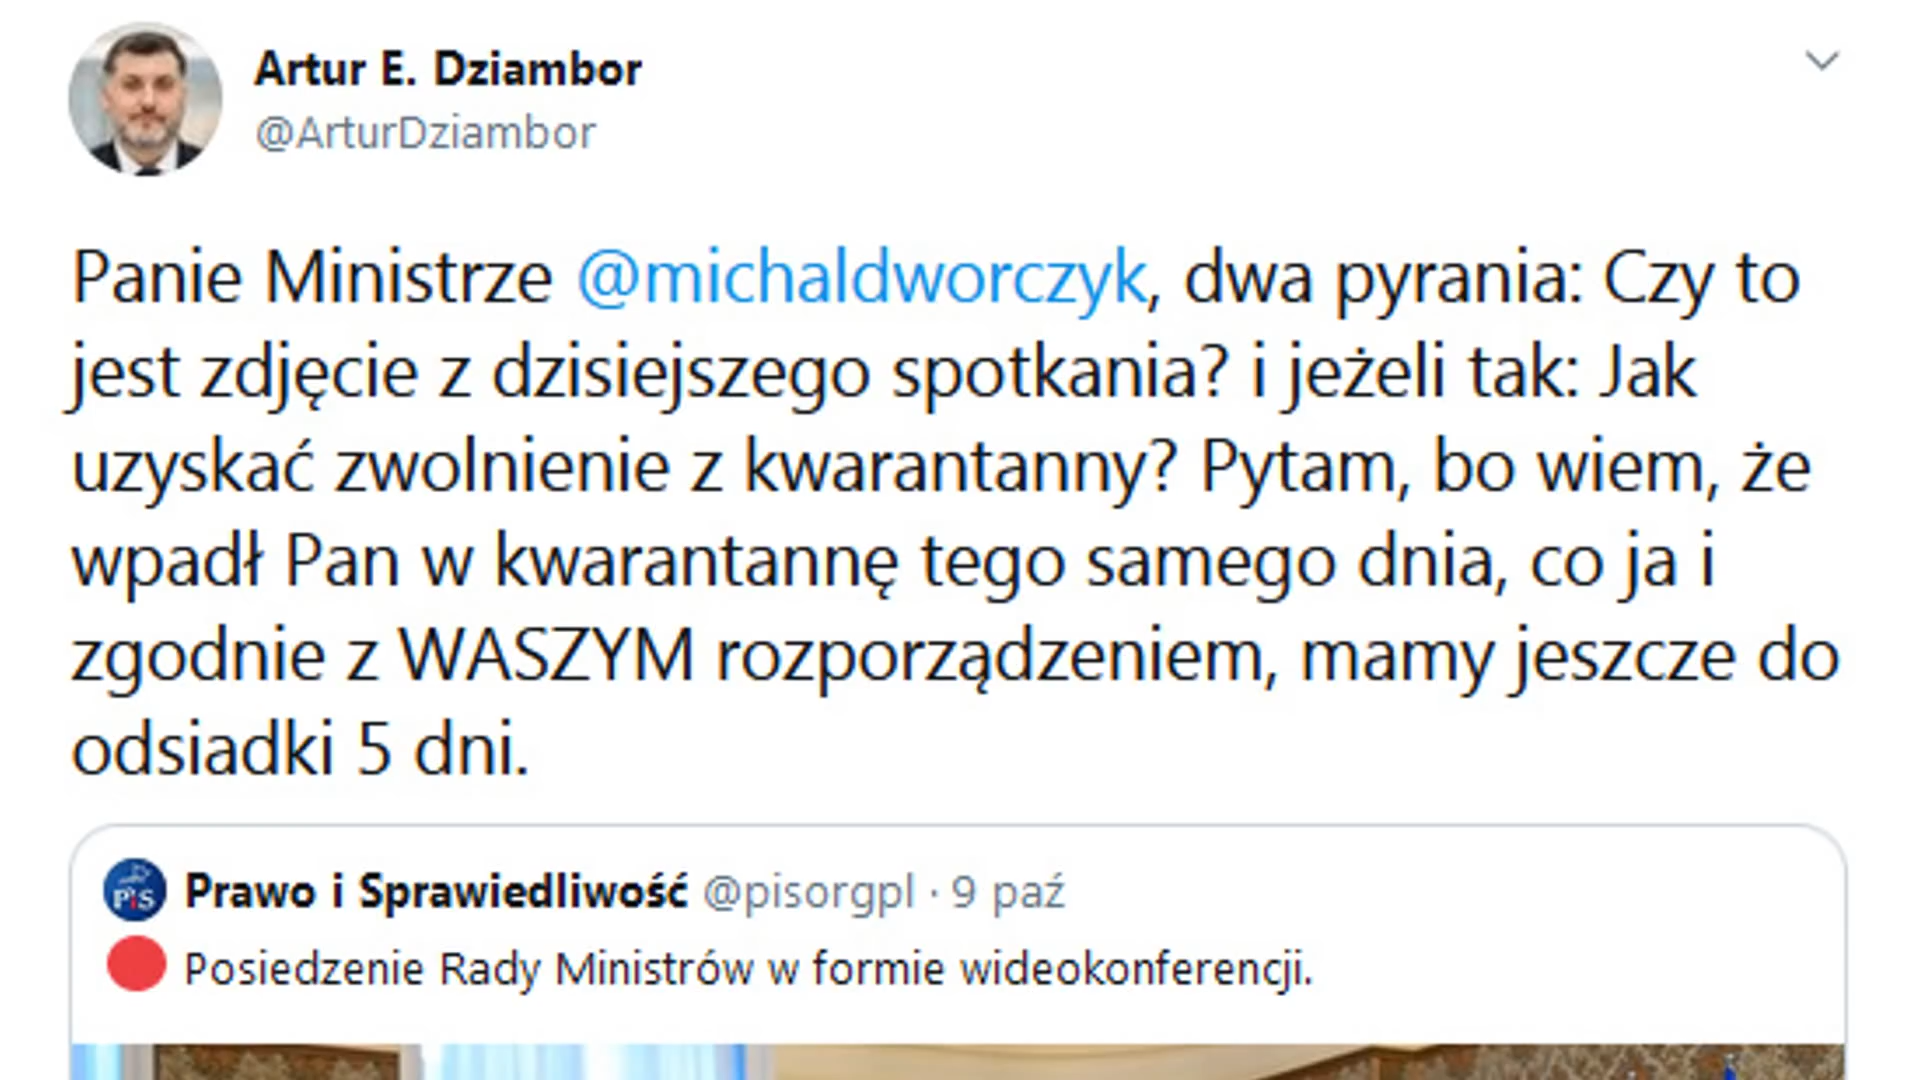 Artur E. Dziambor
@ArturDziambor
Panie Ministrze @michaldworczyk, dwa pyrania: Czy to
jest zdjęcie z dzisiejszego spotkania? i jeżeli tak: Jak
uzyskać zwolnienie z kwarantanny? Pytam, bo wiem, że
wpadł Pan w kwarantannę tego samego dnia, co ja i
zgodnie z WASZYM rozporządzeniem, mamy jeszcze do
odsiadki 5 dni.
PiS Prawo i Sprawiedliwość @pisorgpl · 9 paź
Posiedzenie Rady Ministrów w formie wideokonferencji.